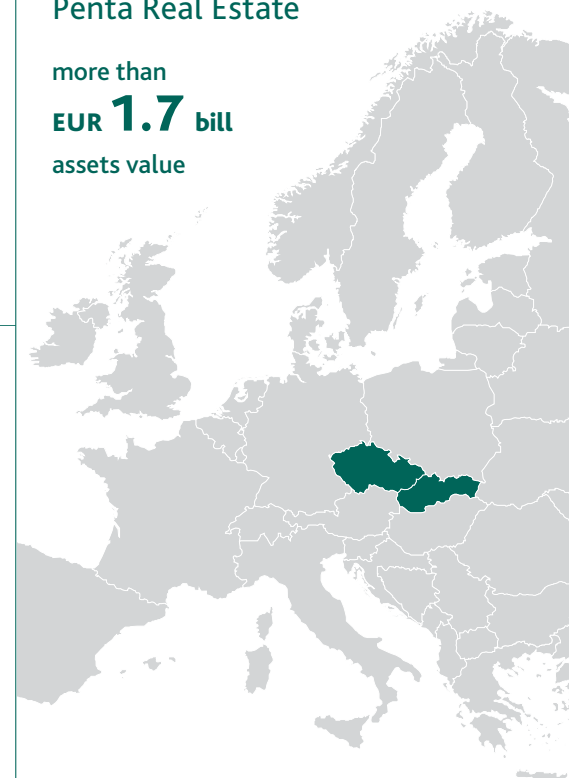 Penta Real Estate
more than
EUR 1.7 bill
assets value